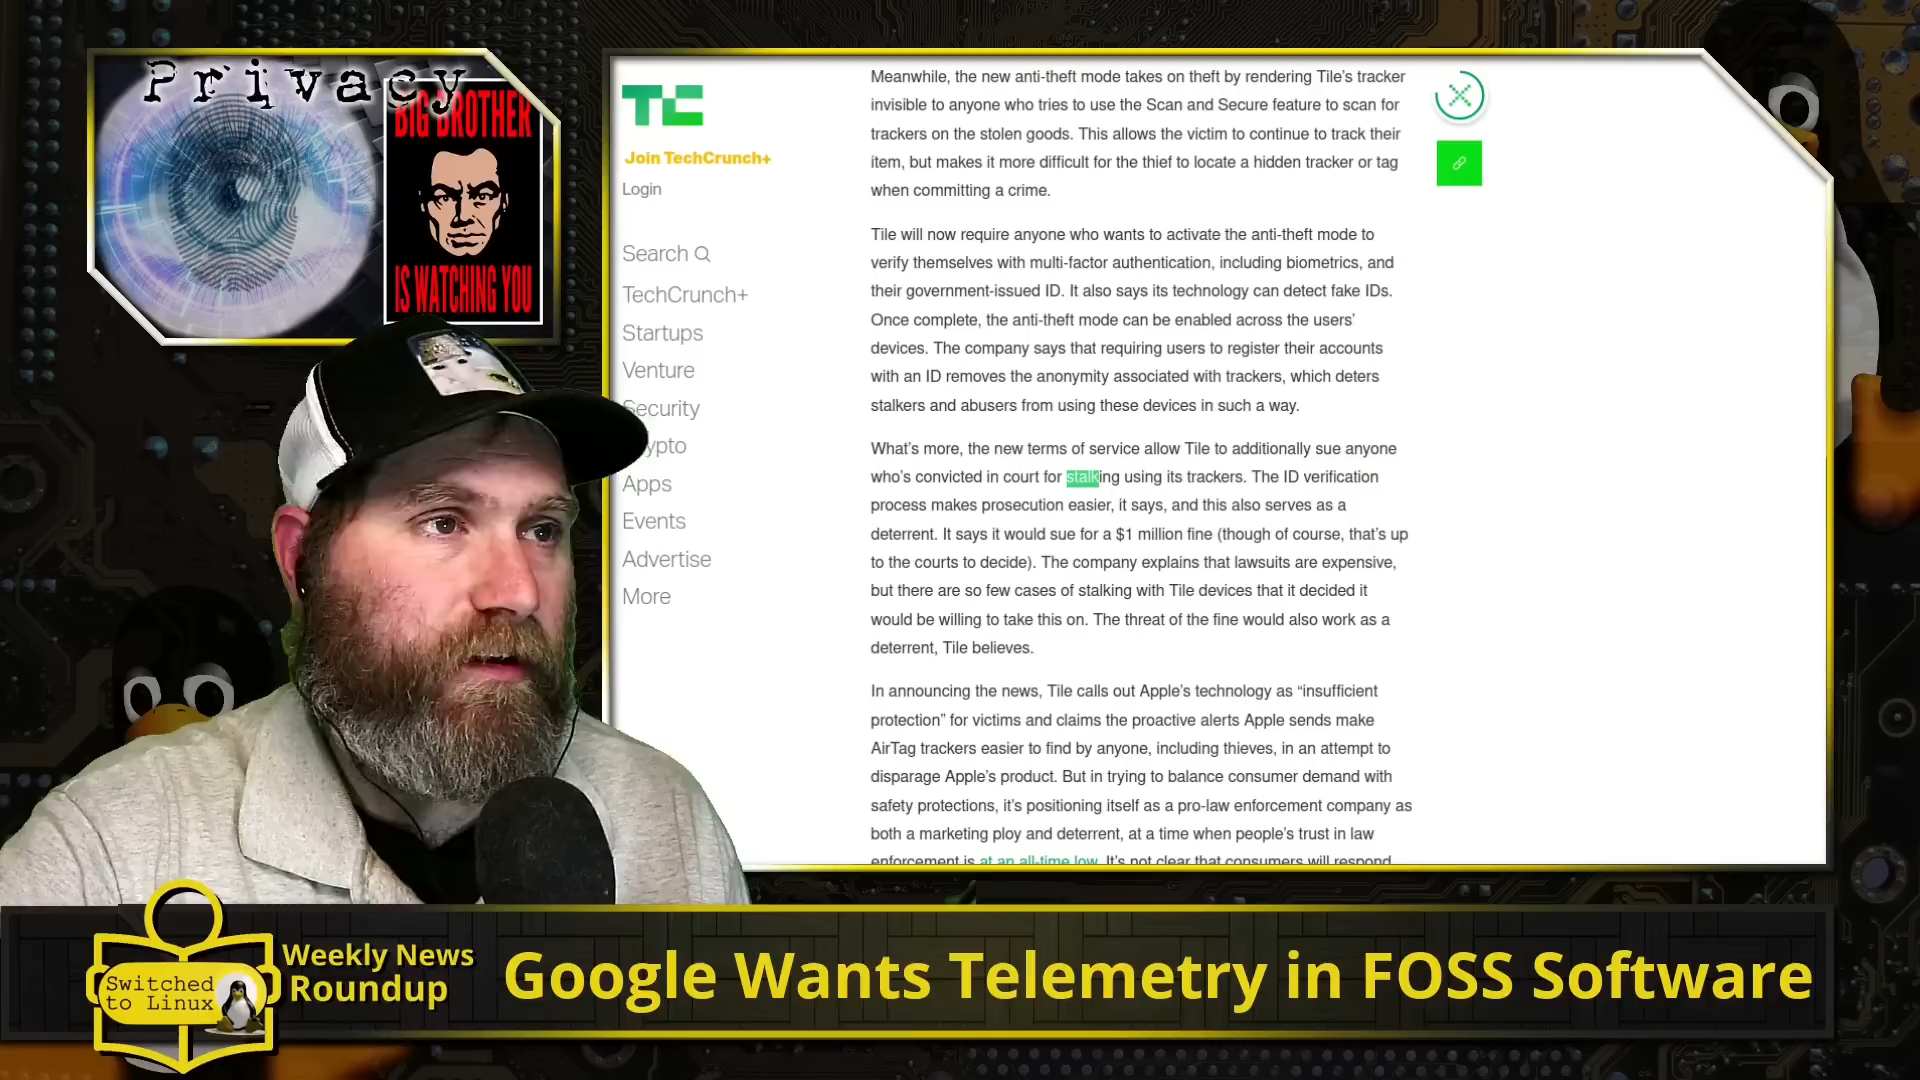 Privacy
BIG BROTHER
IS WATCHING YOU
TC
Join TechCrunch+
Login
Search
TechCrunch+
Startups
Venture
Security
Apps
Events
Advertise
More
Meanwhile, the new anti-theft mode takes on theft by rendering Tile's tracker
invisible to anyone who tries to use the Scan and Secure feature to scan for
trackers on the stolen goods. This allows the victim to continue to track their
item, but makes it more difficult for the thief to locate a hidden tracker or tag
when committing a crime.
Tile will now require anyone who wants to activate the anti-theft mode to
verify themselves with multi-factor authentication, including biometrics, and
their government-issued ID. It also says its technology can detect fake IDs.
Once complete, the anti-theft mode can be enabled across the users'
devices. The company says that requiring users to register their accounts
with an ID removes the anonymity associated with trackers, which deters
stalkers and abusers from using these devices in such a way.
What's more, the new terms of service allow Tile to additionally sue anyone
who's convicted in court for stalking using its trackers. The ID verification
process makes prosecution easier, it says, and this also serves as a
deterrent. It says it would sue for a $1 million fine (though of course, that's up
to the courts to decide). The company explains that lawsuits are expensive,
but there are so few cases of stalking with Tile devices that it decided it
would be willing to take this on. The threat of the fine would also work as a
deterrent, Tile believes.
In announcing the news, Tile calls out Apple's technology as “insufficient
protection” for victims and claims the proactive alerts Apple sends make
AirTag trackers easier to find by anyone, including thieves, in an attempt to
disparage Apple's product. But in trying to balance consumer demand with
safety protections, it's positioning itself as a pro-law enforcement company as
both a marketing ploy and deterrent, at a time when people's trust in law
enforcement is at an all-time low. It's not clear that consumers will respond
Switched
to Linux
Weekly News
Roundup
Google Wants Telemetry in FOSS Software